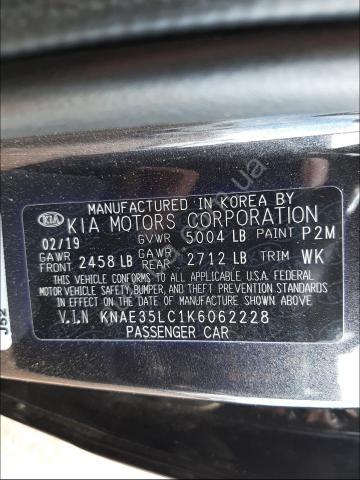 MANUFACTURED IN KOREA BY
KIA KIA MOTORS CORPORATION
02/19 GVWR 5004 LB PAINT P2M
GAWR FRONT 2458 LB GAWR REAR 2712 LB TRIM WK
THIS VEHICLE CONFORMS TO ALL APPLICABLE U.S.A. FEDERAL
MOTOR VEHICLE SAFETY, BUMPER, AND THEFT PREVENTION
STANDARDS IN EFFECT ON THE DATE OF MANUFACTURE SHOWN ABOVE.
V.I.N KNAE35LC1K6062228
PASSENGER CAR
J52